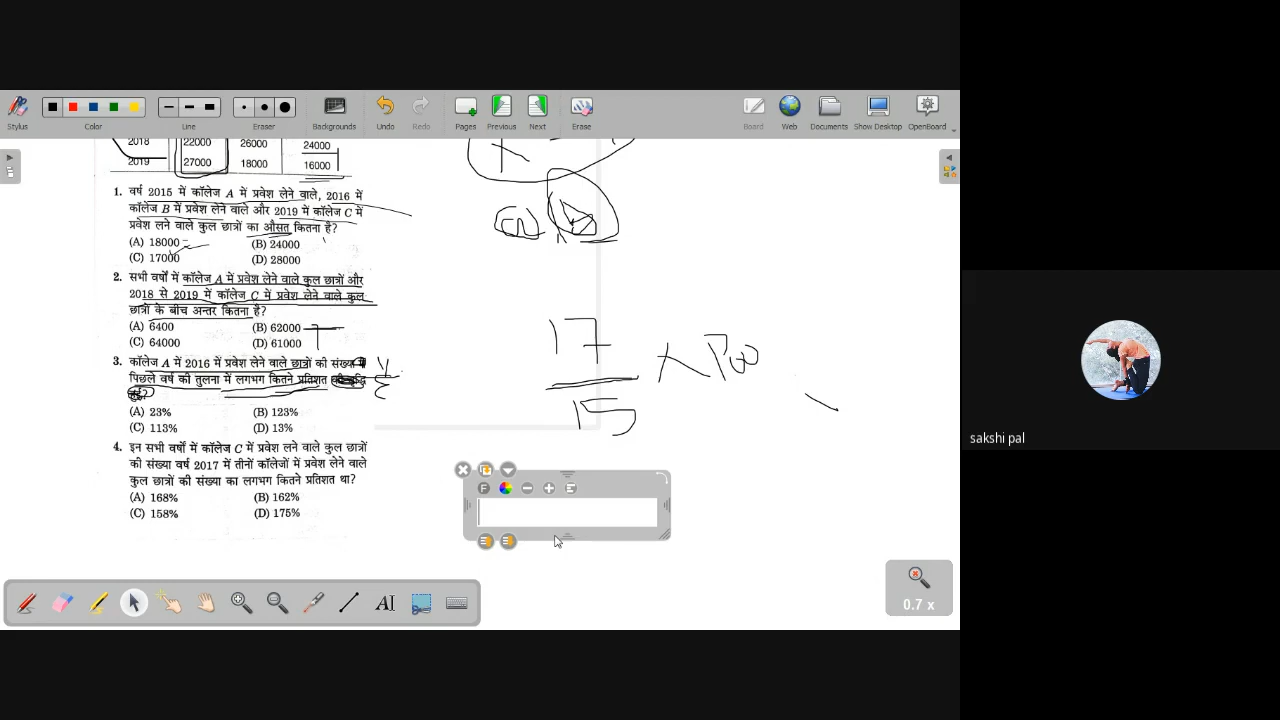 Stylus
Color
Line
Eraser
Backgrounds
Undo
Redo
Pages
Previous
Next
Erase
Board
Web
Documents
Show Desktop
OpenBoard
2018 22000 26000 24000
2019 27000 18000 16000
1. वर्ष 2015 में कॉलेज A में प्रवेश लेने वाले, 2016 में
कॉलेज B में प्रवेश लेने वाले और 2019 में कॉलेज C में
प्रवेश लेने वाले कुल छात्रों का औसत कितना है?
(A) 18000 (B) 24000
(C) 17000 (D) 28000
2. सभी वर्षों में कॉलेज A में प्रवेश लेने वाले कुल छात्रों और
2018 से 2019 में कॉलेज C में प्रवेश लेने वाले कुल
छात्रों के बीच अन्तर कितना है?
(A) 6400 (B) 62000
(C) 64000 (D) 61000
3. कॉलेज A में 2016 में प्रवेश लेने वाले छात्रों की संख्या
पिछले वर्ष की तुलना में लगभग कितने प्रतिशत
(A) 23% (B) 123%
(C) 113% (D) 13%
4. इन सभी वर्षों में कॉलेज C में प्रवेश लेने वाले कुल छात्रों
की संख्या वर्ष 2017 में तीनों कॉलेजों में प्रवेश लेने वाले
कुल छात्रों की संख्या का लगभग कितने प्रतिशत था?
(A) 168% (B) 162%
(C) 158% (D) 175%
17
15
0.7 x
sakshi pal